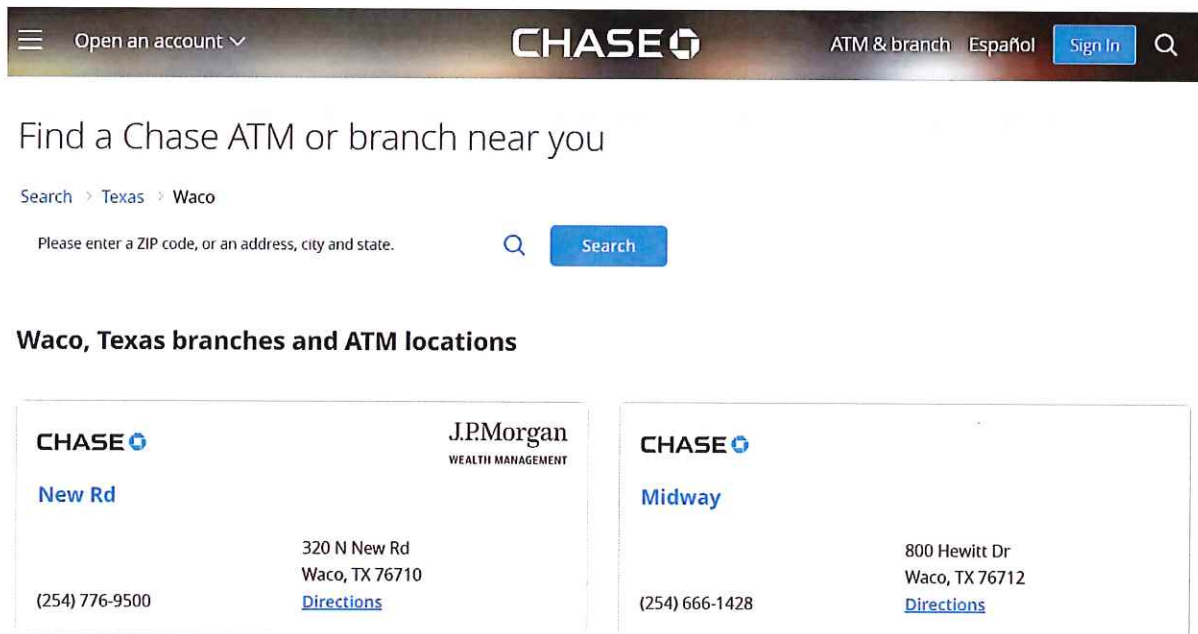 Open an account
CHASE
ATM & branch Español Sign In
Find a Chase ATM or branch near you
Search > Texas > Waco
Please enter a ZIP code, or an address, city and state.
Search
Waco, Texas branches and ATM locations
CHASE
J.P.Morgan
WEALTH MANAGEMENT
New Rd
320 N New Rd
Waco, TX 76710
(254) 776-9500
Directions
CHASE
Midway
800 Hewitt Dr
Waco, TX 76712
(254) 666-1428
Directions